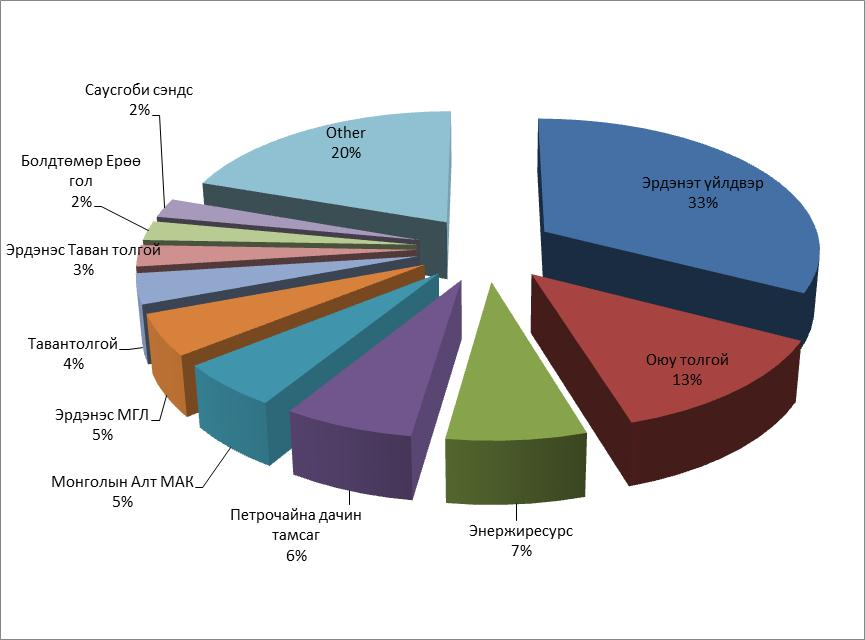 Саусгоби сэндс
2%
Other
20%
Эрдэнэт үйлдвэр
33%
Болдтөмөр Ерөө
гол
2%
Эрдэнэс Таван толгой
3%
Тавантолгой
4%
Оюу толгой
13%
Эрдэнэс МГЛ
5%
Монголын Алт МАК
5%
Петрочайна дачин
тамсаг
6%
Энержиресурс
7%